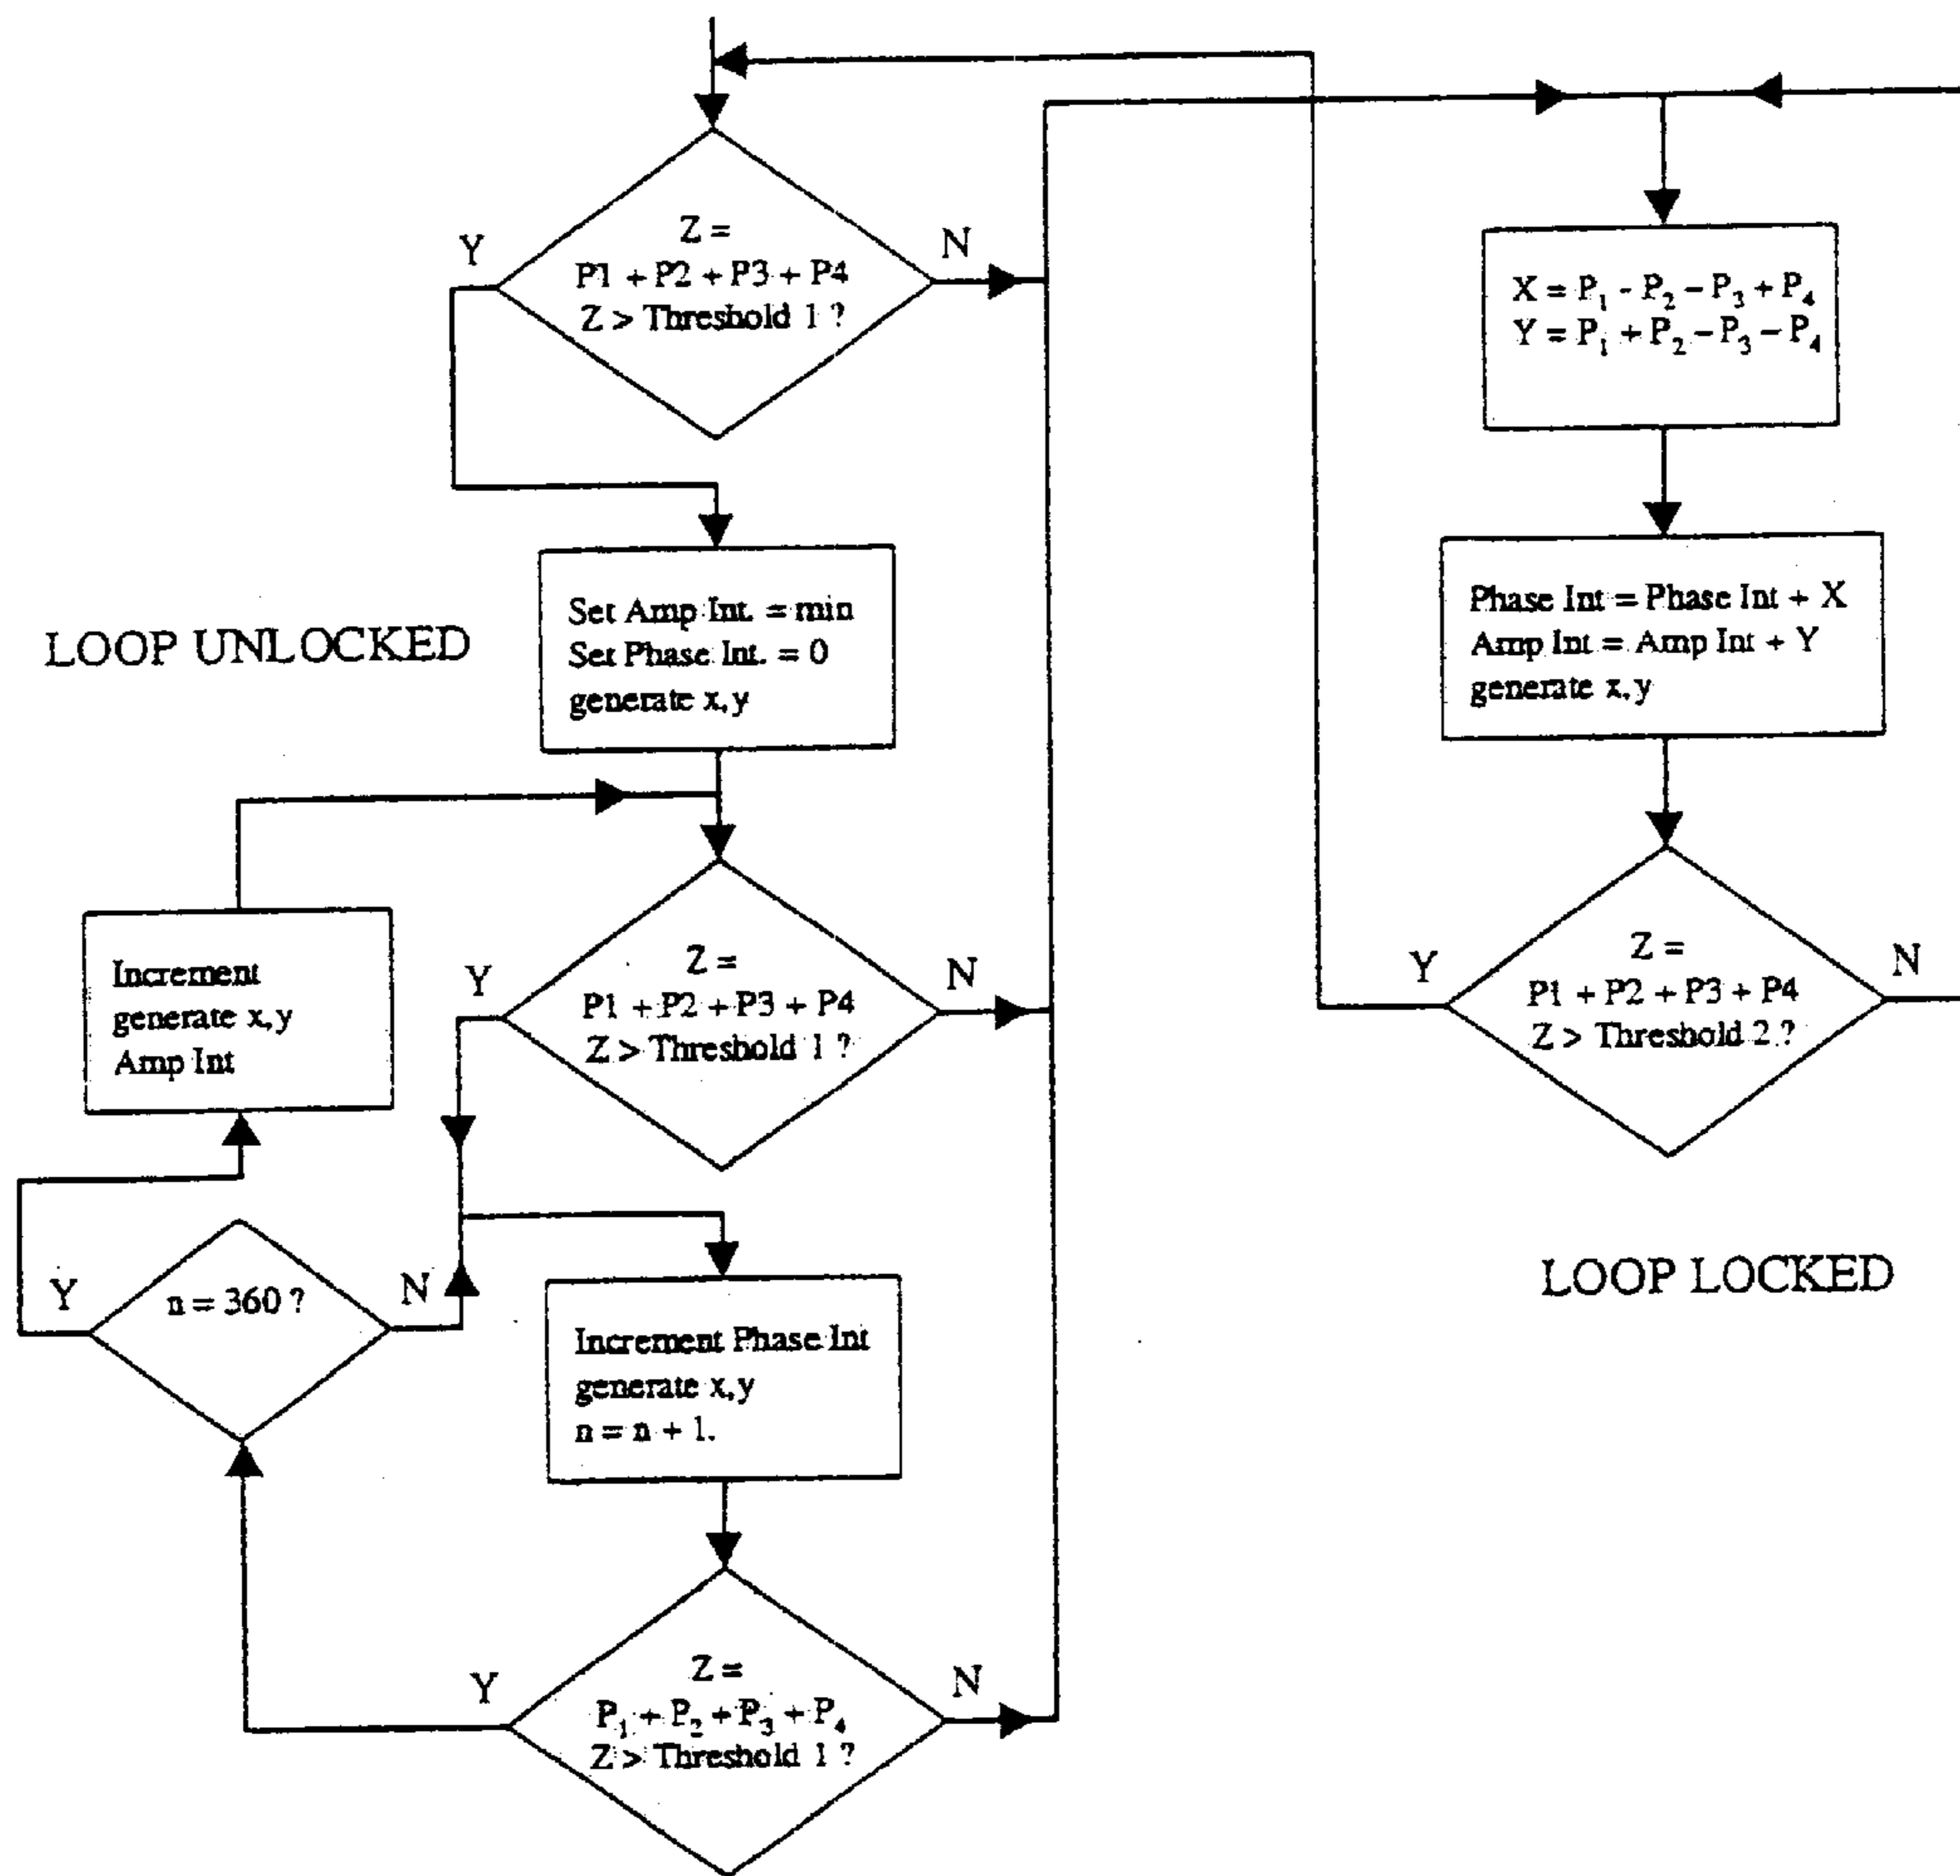 Y
Z =
P1 + P2 + P3 + P4
Z > Threshold 1 ?
N
LOOP UNLOCKED
Set Amp Int. = min
Set Phase Int. = 0
generate x,y
Increment
generate x,y
Amp Int
Y
Z =
P1 + P2 + P3 + P4
Z > Threshold 1 ?
N
Y
n = 360 ?
N
Increment Phase Int
generate x,y
n = n + 1.
Y
Z =
P₁ + P₂ + P₃ + P₄
Z > Threshold 1 ?
N
X = P₁ - P₂ - P₃ + P₄
Y = P₁ + P₂ - P₃ - P₄
Phase Int = Phase Int + X
Amp Int = Amp Int + Y
generate x,y
Y
Z =
P1 + P2 + P3 + P4
Z > Threshold 2 ?
N
LOOP LOCKED